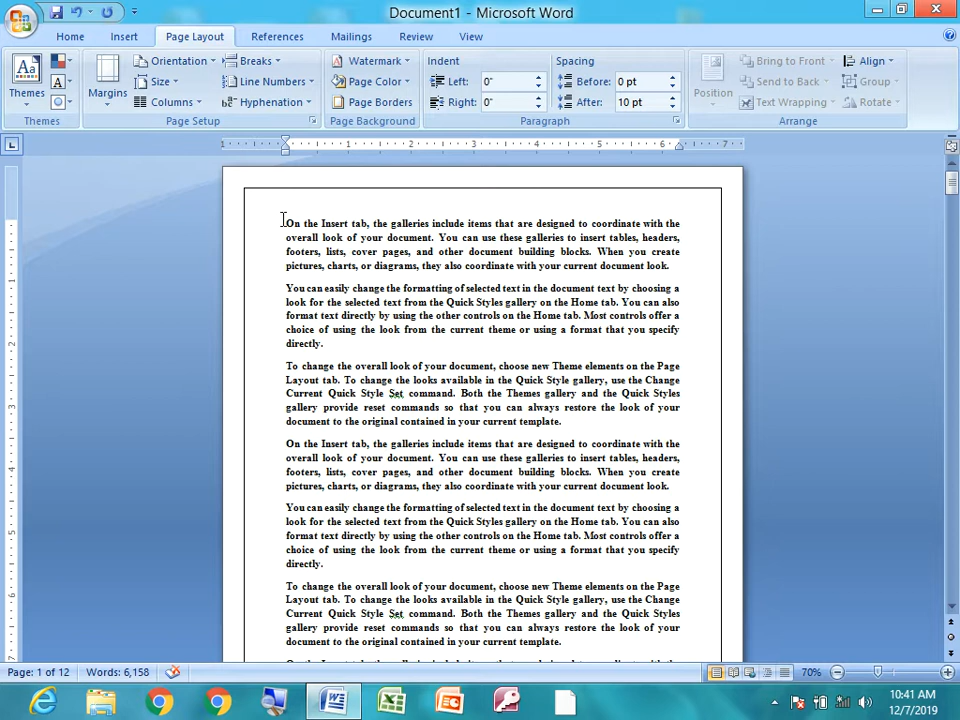 Document1 - Microsoft Word
Home Insert Page Layout References Mailings Review View
Themes
Themes
Margins
Orientation
Size
Columns
Breaks
Line Numbers
Hyphenation
Page Setup
Watermark
Page Color
Page Borders
Page Background
Indent
Left: 0"
Right: 0"
Spacing
Before: 0 pt
After: 10 pt
Paragraph
Position
Bring to Front
Send to Back
Text Wrapping
Align
Group
Rotate
Arrange
1 1 2 3 4 5 6 7
On the Insert tab, the galleries include items that are designed to coordinate with the
overall look of your document. You can use these galleries to insert tables, headers,
footers, lists, cover pages, and other document building blocks. When you create
pictures, charts, or diagrams, they also coordinate with your current document look.
You can easily change the formatting of selected text in the document text by choosing a
look for the selected text from the Quick Styles gallery on the Home tab. You can also
format text directly by using the other controls on the Home tab. Most controls offer a
choice of using the look from the current theme or using a format that you specify
directly.
To change the overall look of your document, choose new Theme elements on the Page
Layout tab. To change the looks available in the Quick Style gallery, use the Change
Current Quick Style Set command. Both the Themes gallery and the Quick Styles
gallery provide reset commands so that you can always restore the look of your
document to the original contained in your current template.
On the Insert tab, the galleries include items that are designed to coordinate with the
overall look of your document. You can use these galleries to insert tables, headers,
footers, lists, cover pages, and other document building blocks. When you create
pictures, charts, or diagrams, they also coordinate with your current document look.
You can easily change the formatting of selected text in the document text by choosing a
look for the selected text from the Quick Styles gallery on the Home tab. You can also
format text directly by using the other controls on the Home tab. Most controls offer a
choice of using the look from the current theme or using a format that you specify
directly.
To change the overall look of your document, choose new Theme elements on the Page
Layout tab. To change the looks available in the Quick Style gallery, use the Change
Current Quick Style Set command. Both the Themes gallery and the Quick Styles
gallery provide reset commands so that you can always restore the look of your
document to the original contained in your current template.
Page: 1 of 12 Words: 6,158 70%
10:41 AM
12/7/2019